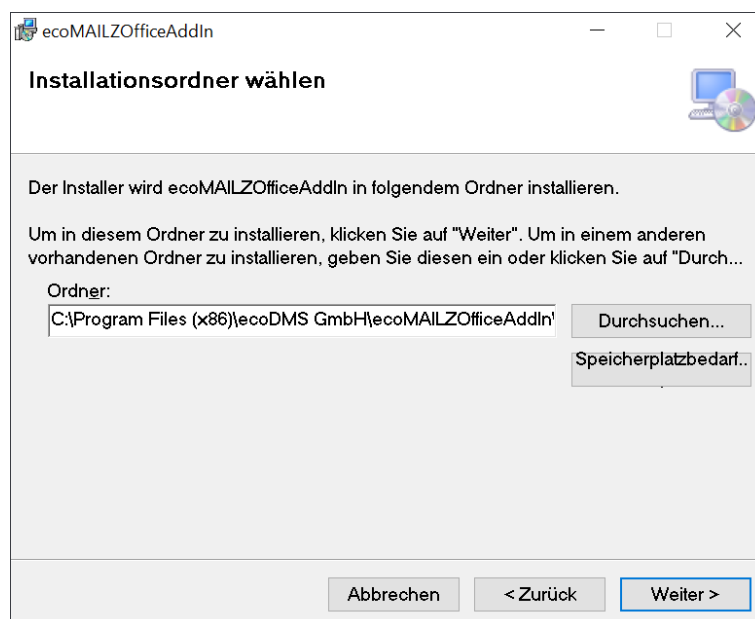 ecoMAILZOfficeAddIn
Installationsordner wählen
Der Installer wird ecoMAILZOfficeAddIn in folgendem Ordner installieren.
Um in diesem Ordner zu installieren, klicken Sie auf "Weiter". Um in einem anderen
vorhandenen Ordner zu installieren, geben Sie diesen ein oder klicken Sie auf "Durch...
Ordner:
C:\Program Files (x86)\ecoDMS GmbH\ecoMAILZOfficeAddIn\
Durchsuchen...
Speicherplatzbedarf..
Abbrechen
< Zurück
Weiter >